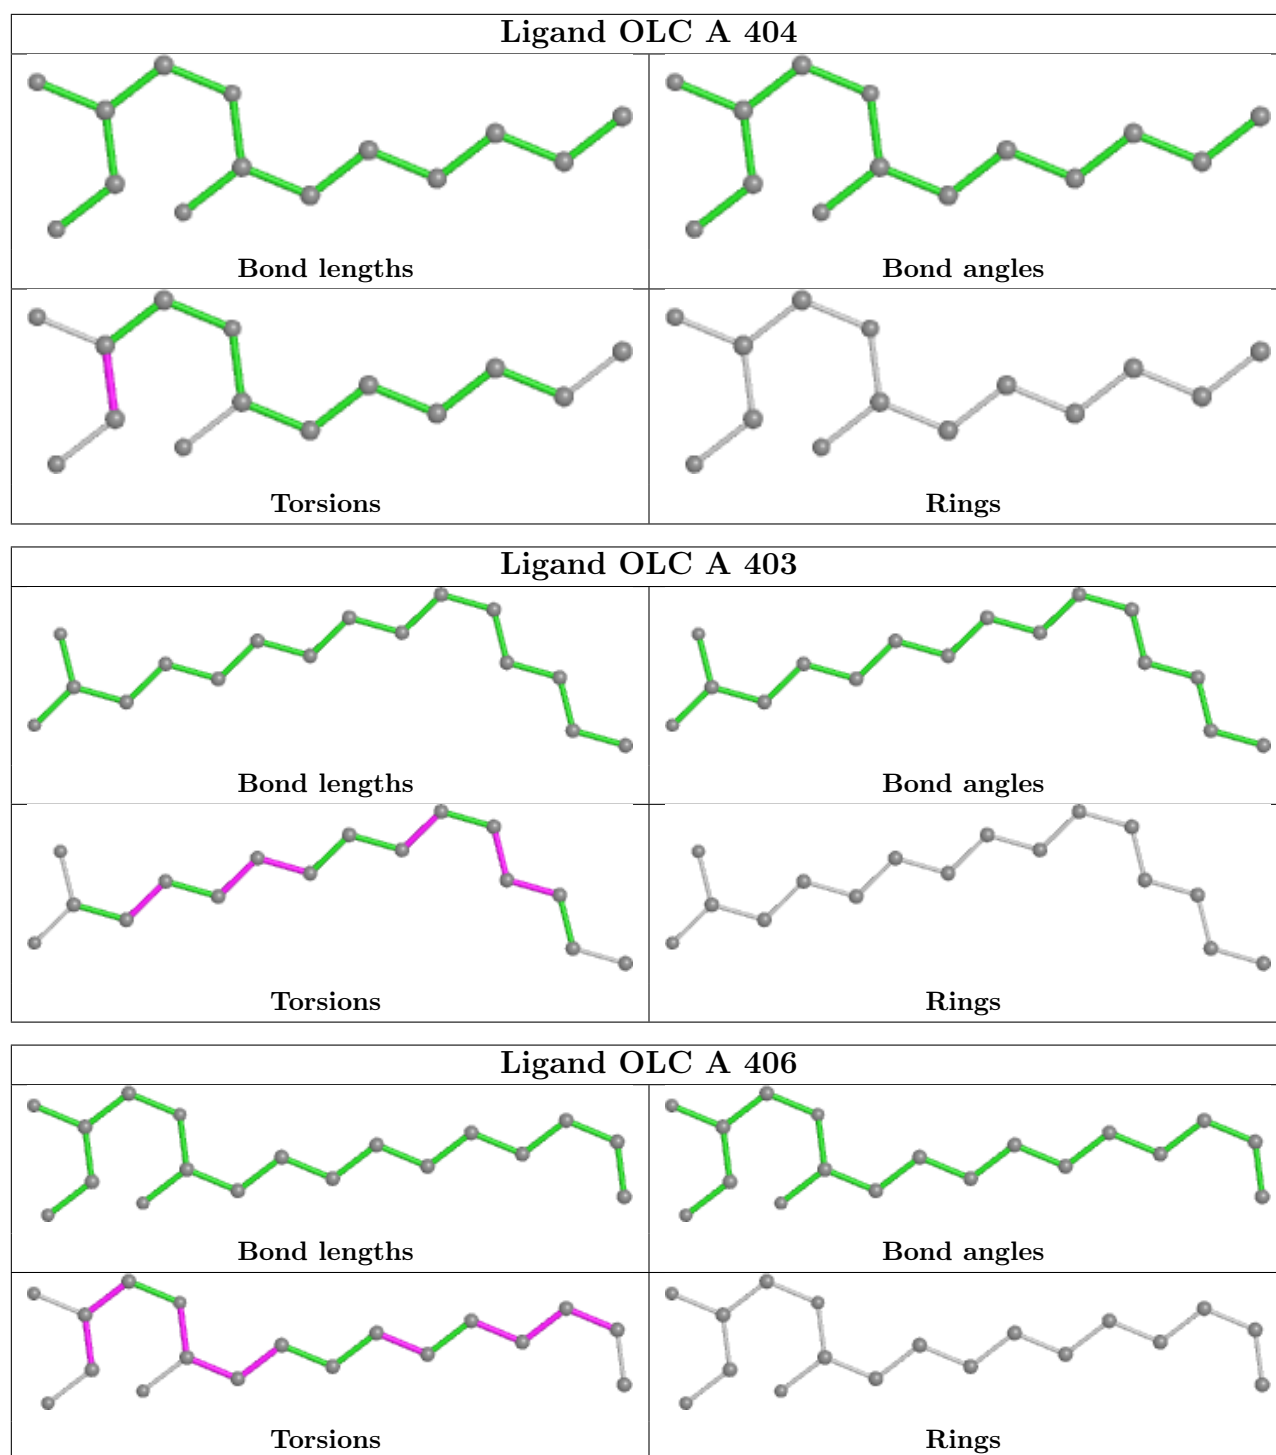 Ligand OLC A 404
Bond lengths
Bond angles
Torsions
Rings
Ligand OLC A 403
Bond lengths
Bond angles
Torsions
Rings
Ligand OLC A 406
Bond lengths
Bond angles
Torsions
Rings